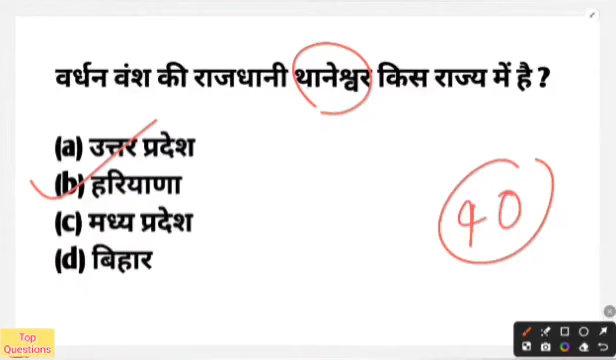 वर्धन वंश की राजधानी थानेश्वर किस राज्य में है ?
(a) उत्तर प्रदेश
(b) हरियाणा
(c) मध्य प्रदेश
(d) बिहार
40
Top
Questions